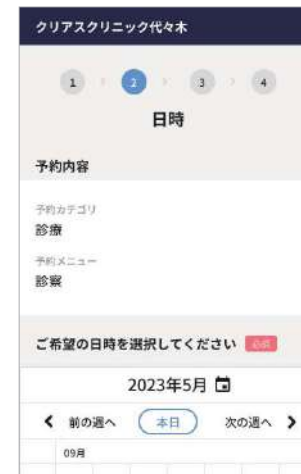 クリアスクリニック代々木
1 2 3 4
日時
予約内容
予約カテゴリ
診療
予約メニュー
診察
ご希望の日時を選択してください 必須
2023年5月
前の週へ 本日 次の週へ
09月